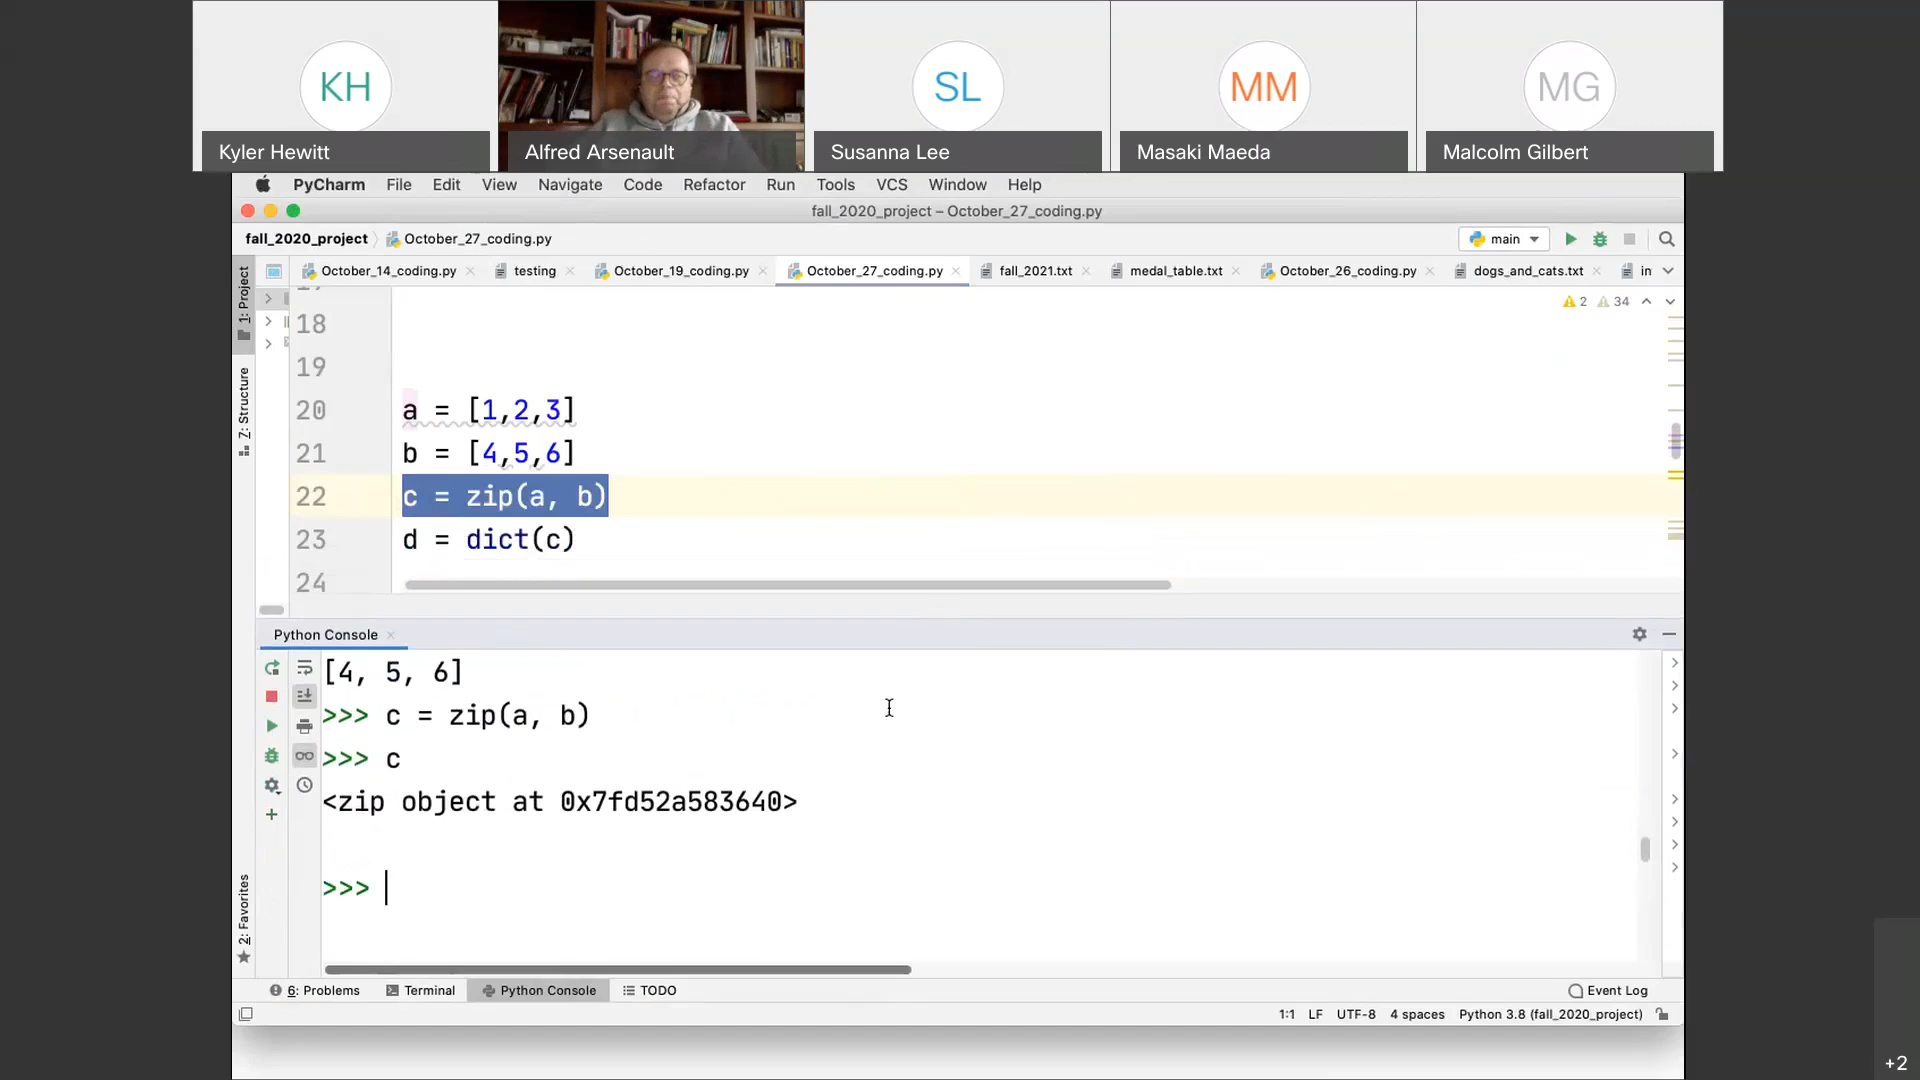 KH
SL
MM
MG
Kyler Hewitt
Alfred Arsenault
Susanna Lee
Masaki Maeda
Malcolm Gilbert
PyCharm File Edit View Navigate Code Refactor Run Tools VCS Window Help
fall_2020_project – October_27_coding.py
fall_2020_project October_27_coding.py
main
October_14_coding.py testing October_19_coding.py October_27_coding.py fall_2021.txt medal_table.txt October_26_coding.py dogs_and_cats.txt in
1: Project
7: Structure
2: Favorites
2 34
18
19
20 a = [1,2,3]
21 b = [4,5,6]
22 c = zip(a, b)
23 d = dict(c)
24
Python Console
[4, 5, 6]
>>> c = zip(a, b)
>>> c
<zip object at 0x7fd52a583640>
>>>
6: Problems Terminal Python Console TODO Event Log
1:1 LF UTF-8 4 spaces Python 3.8 (fall_2020_project)
+2